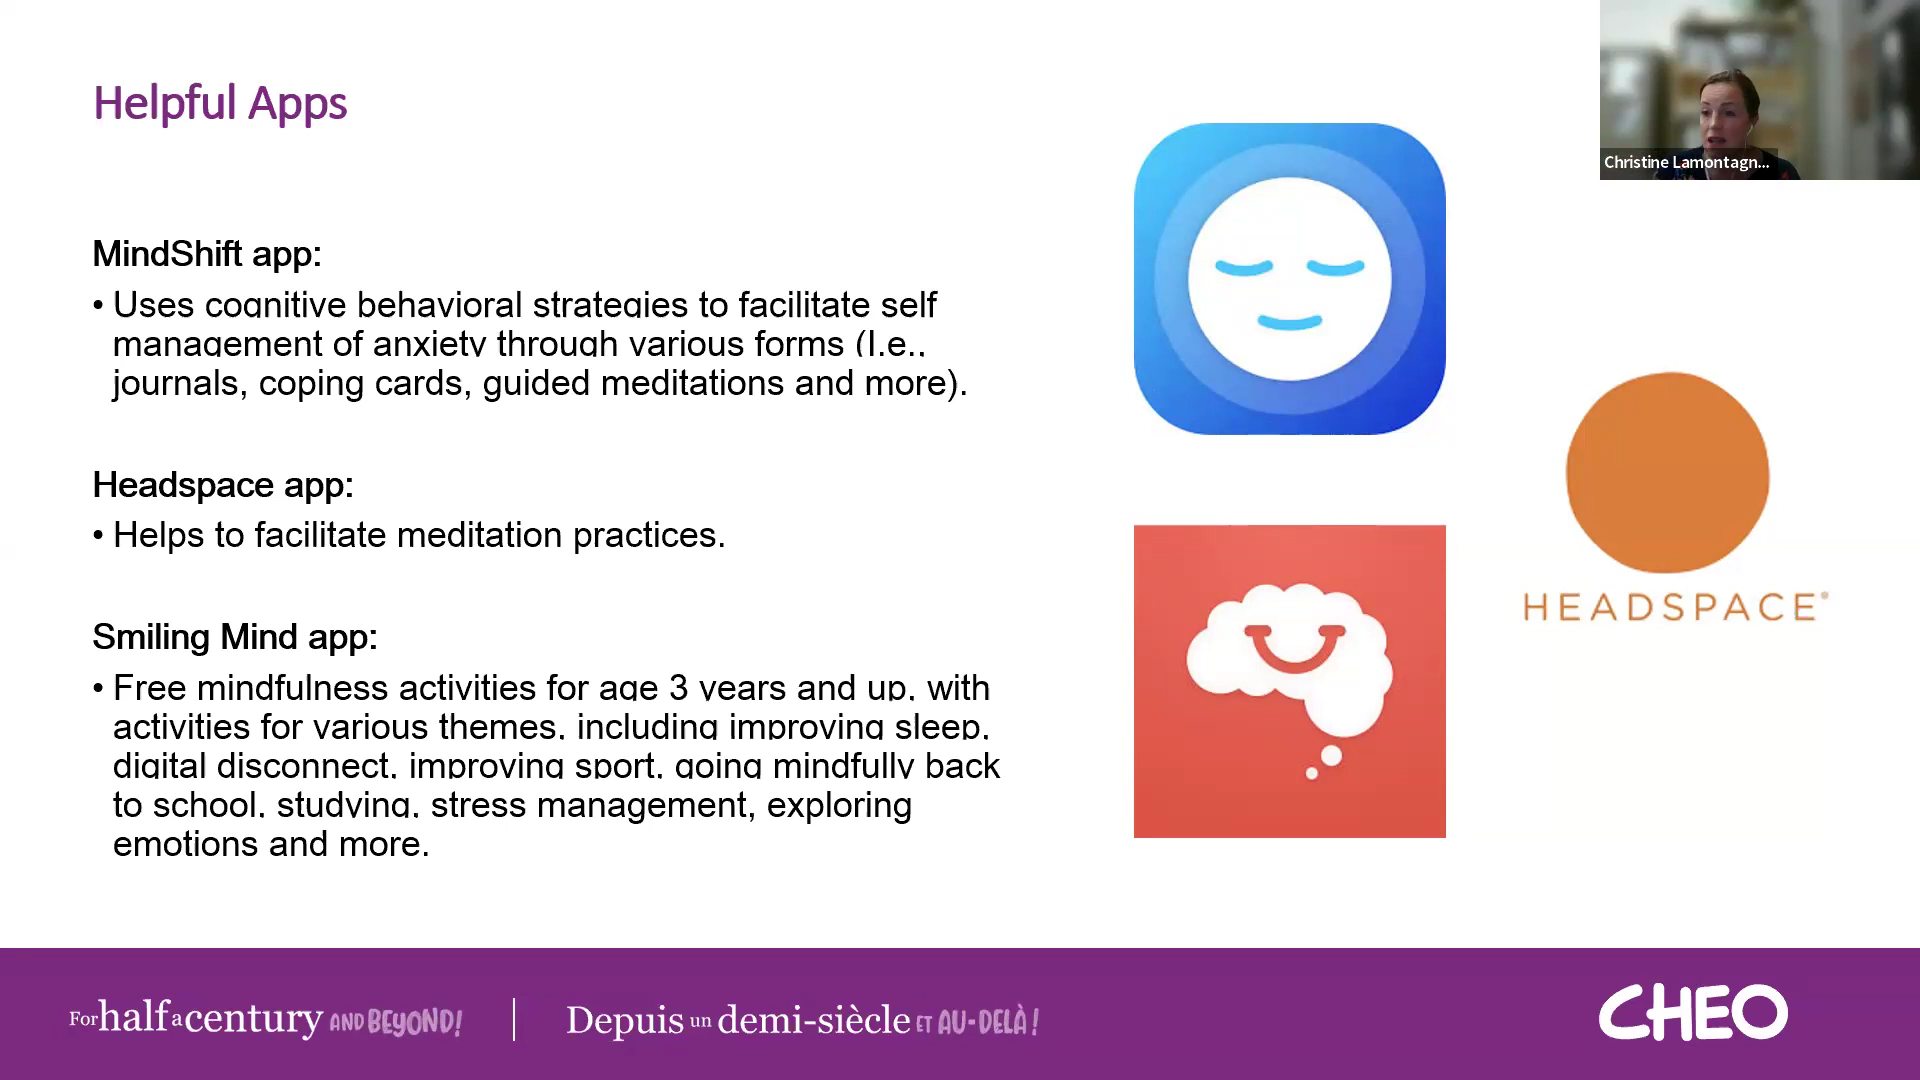 Helpful Apps
Christine Lamontagn...
MindShift app:
• Uses cognitive behavioral strategies to facilitate self
management of anxiety through various forms (I.e.,
journals, coping cards, guided meditations and more).
Headspace app:
• Helps to facilitate meditation practices.
Smiling Mind app:
• Free mindfulness activities for age 3 years and up, with
activities for various themes, including improving sleep,
digital disconnect, improving sport, going mindfully back
to school, studying, stress management, exploring
emotions and more.
HEADSPACE®
For half a century AND BEYOND! | Depuis un demi-siècle ET AU-DELÀ !
CHEO